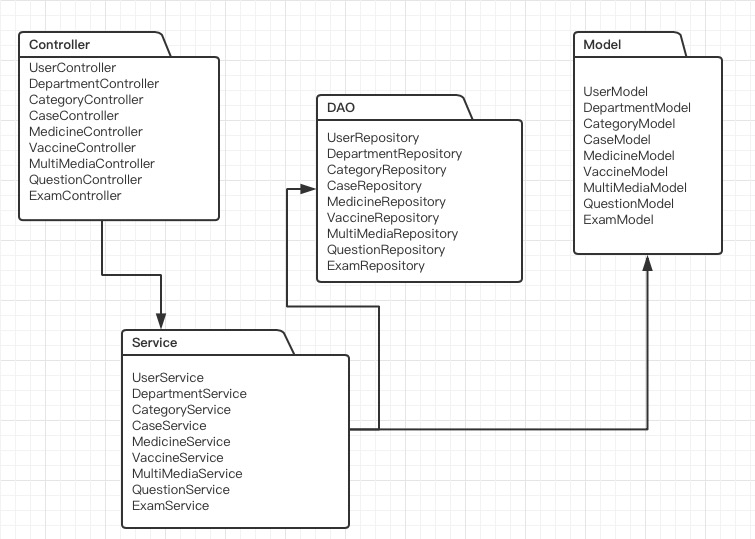 Controller
UserController
DepartmentController
CategoryController
CaseController
MedicineController
VaccineController
MultiMediaController
QuestionController
ExamController
DAO
UserRepository
DepartmentRepository
CategoryRepository
CaseRepository
MedicineRepository
VaccineRepository
MultiMediaRepository
QuestionRepository
ExamRepository
Model
UserModel
DepartmentModel
CategoryModel
CaseModel
MedicineModel
VaccineModel
MultiMediaModel
QuestionModel
ExamModel
Service
UserService
DepartmentService
CategoryService
CaseService
MedicineService
VaccineService
MultiMediaService
QuestionService
ExamService